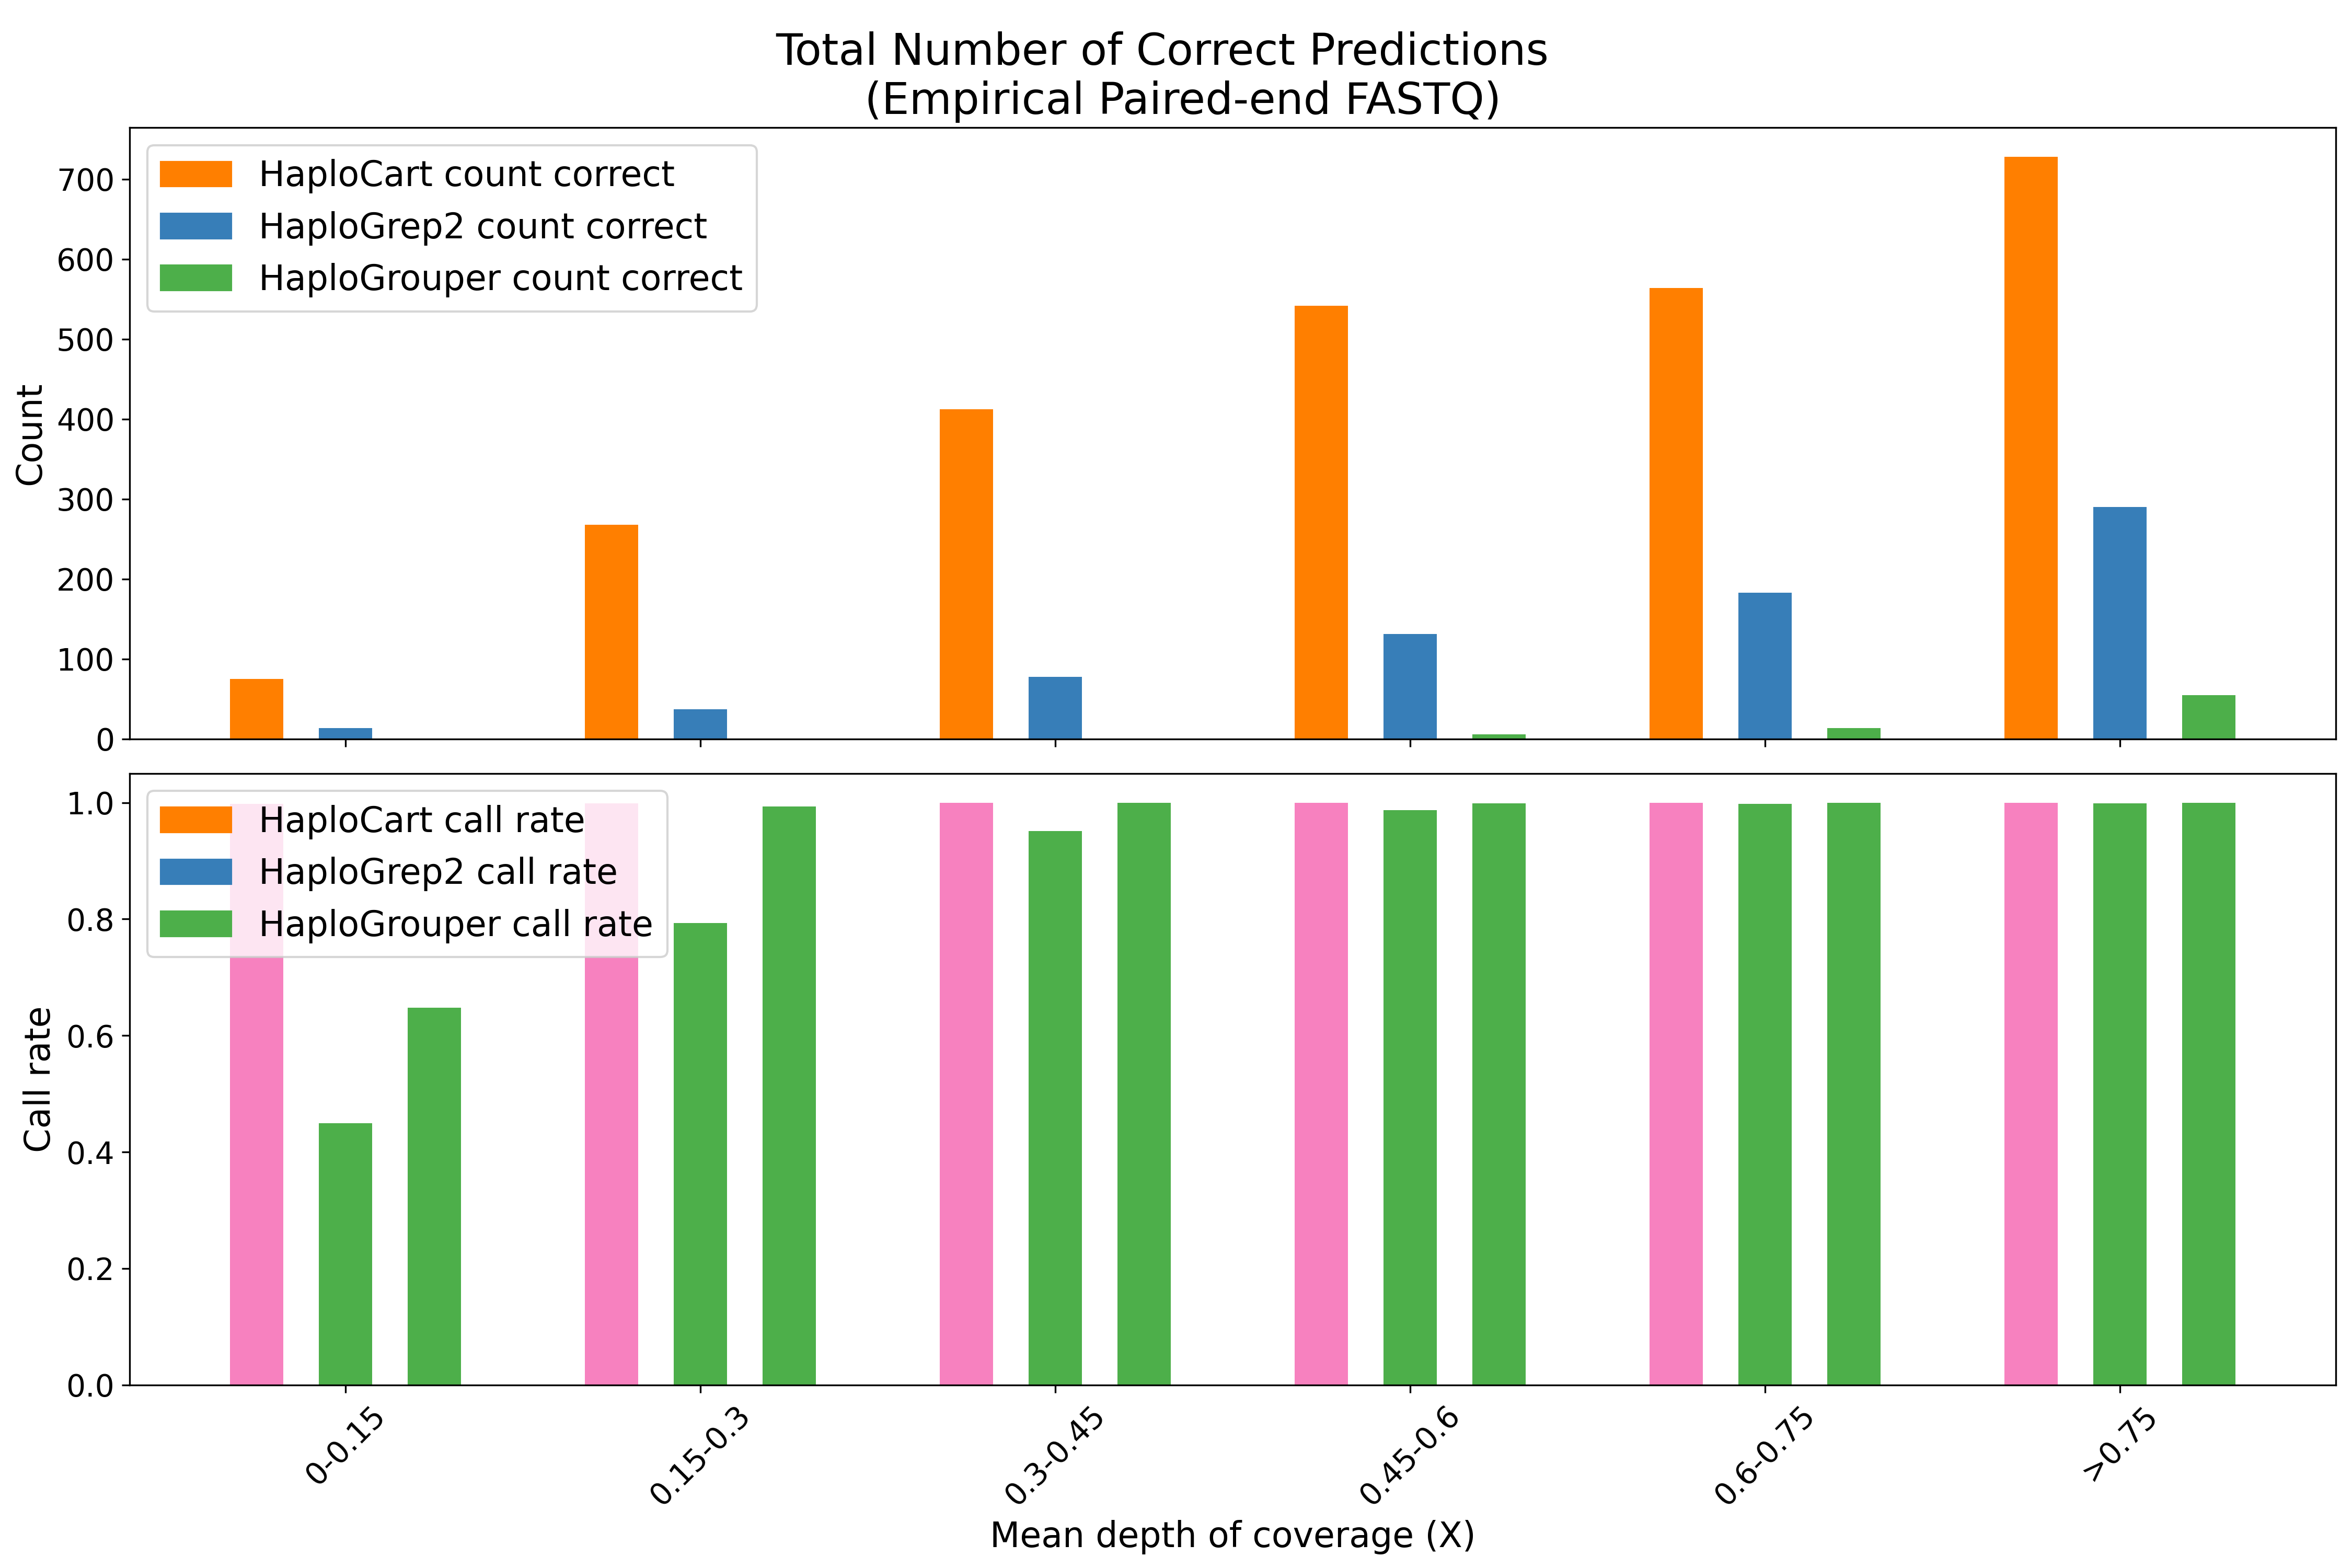 Total Number of Correct Predictions
(Empirical Paired-end FASTQ)
HaploCart count correct
HaploGrep2 count correct
HaploGrouper count correct
Count
700
600
500
400
300
200
100
0
HaploCart call rate
HaploGrep2 call rate
HaploGrouper call rate
Call rate
1.0
0.8
0.6
0.4
0.2
0.0
0-0.15
0.15-0.3
0.3-0.45
0.45-0.6
0.6-0.75
>0.75
Mean depth of coverage (X)